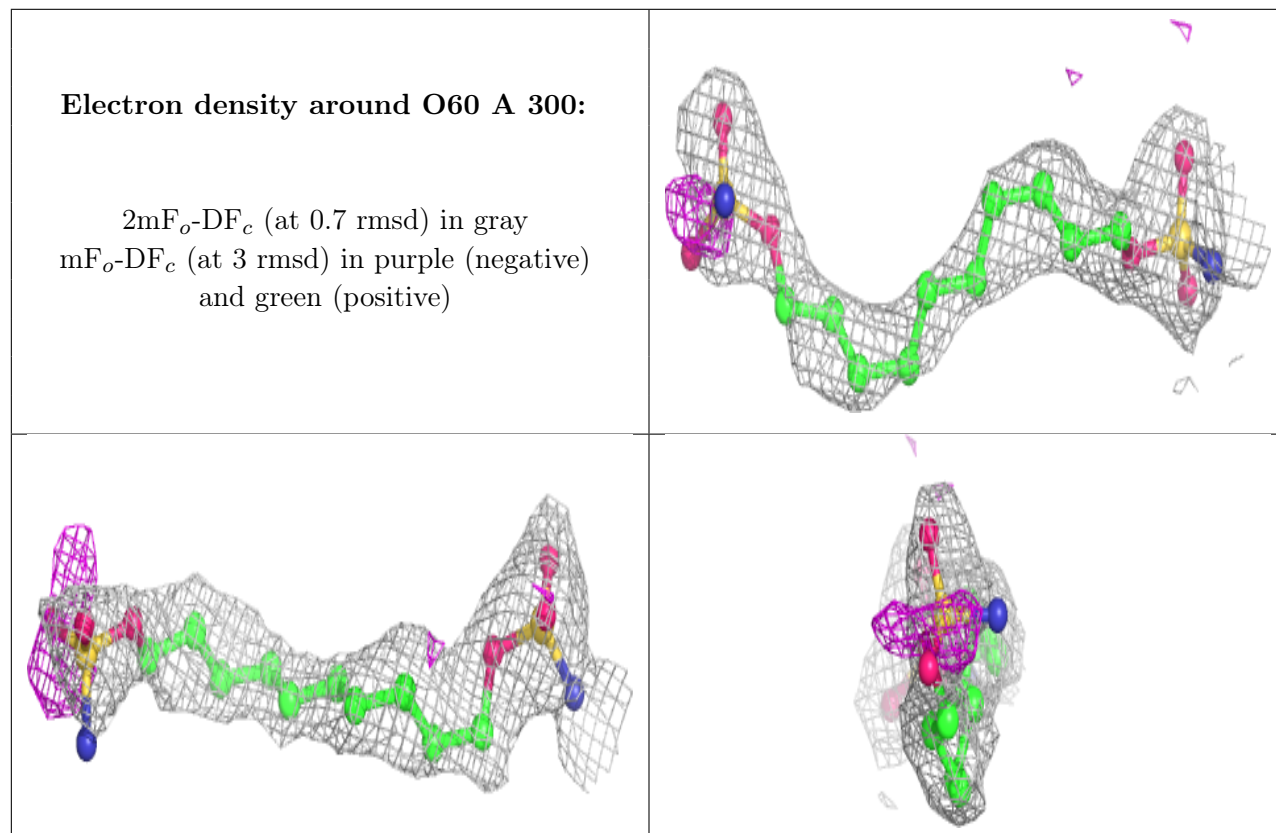 Electron density around O60 A 300:
2mFo-DFc (at 0.7 rmsd) in gray
mFo-DFc (at 3 rmsd) in purple (negative)
and green (positive)